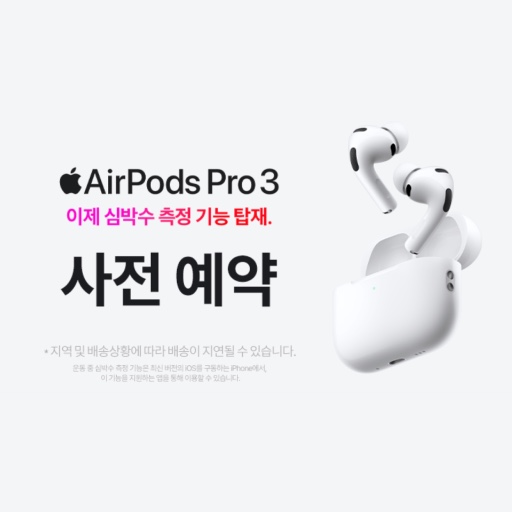 AirPods Pro 3
이제 심박수 측정 기능 탑재.
사전 예약
* 지역 및 배송상황에 따라 배송이 지연될 수 있습니다.
운동 중 심박수 측정 기능은 최신 버전의 iOS를 구동하는 iPhone에서,
이 기능을 지원하는 앱을 통해 이용할 수 있습니다.